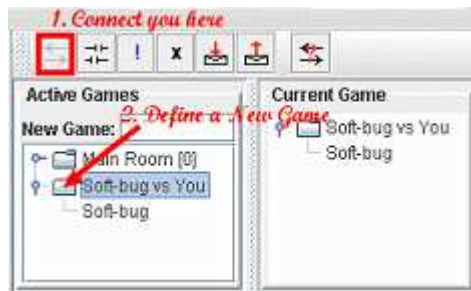 1. Connect you here
! x
Active Games
Current Game
2. Define a New Game
New Game:
Main Room [0]
Soft-bug vs You
Soft-bug
Soft-bug vs You
Soft-bug